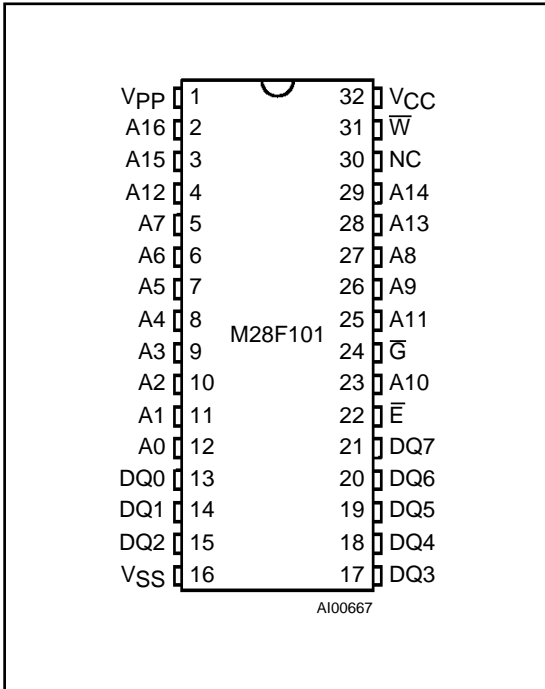 VPP 1 32 VCC
A16 2 31 W̅
A15 3 30 NC
A12 4 29 A14
A7 5 28 A13
A6 6 27 A8
A5 7 26 A9
A4 8 25 A11
M28F101
A3 9 24 G̅
A2 10 23 A10
A1 11 22 E̅
A0 12 21 DQ7
DQ0 13 20 DQ6
DQ1 14 19 DQ5
DQ2 15 18 DQ4
VSS 16 17 DQ3
AI00667